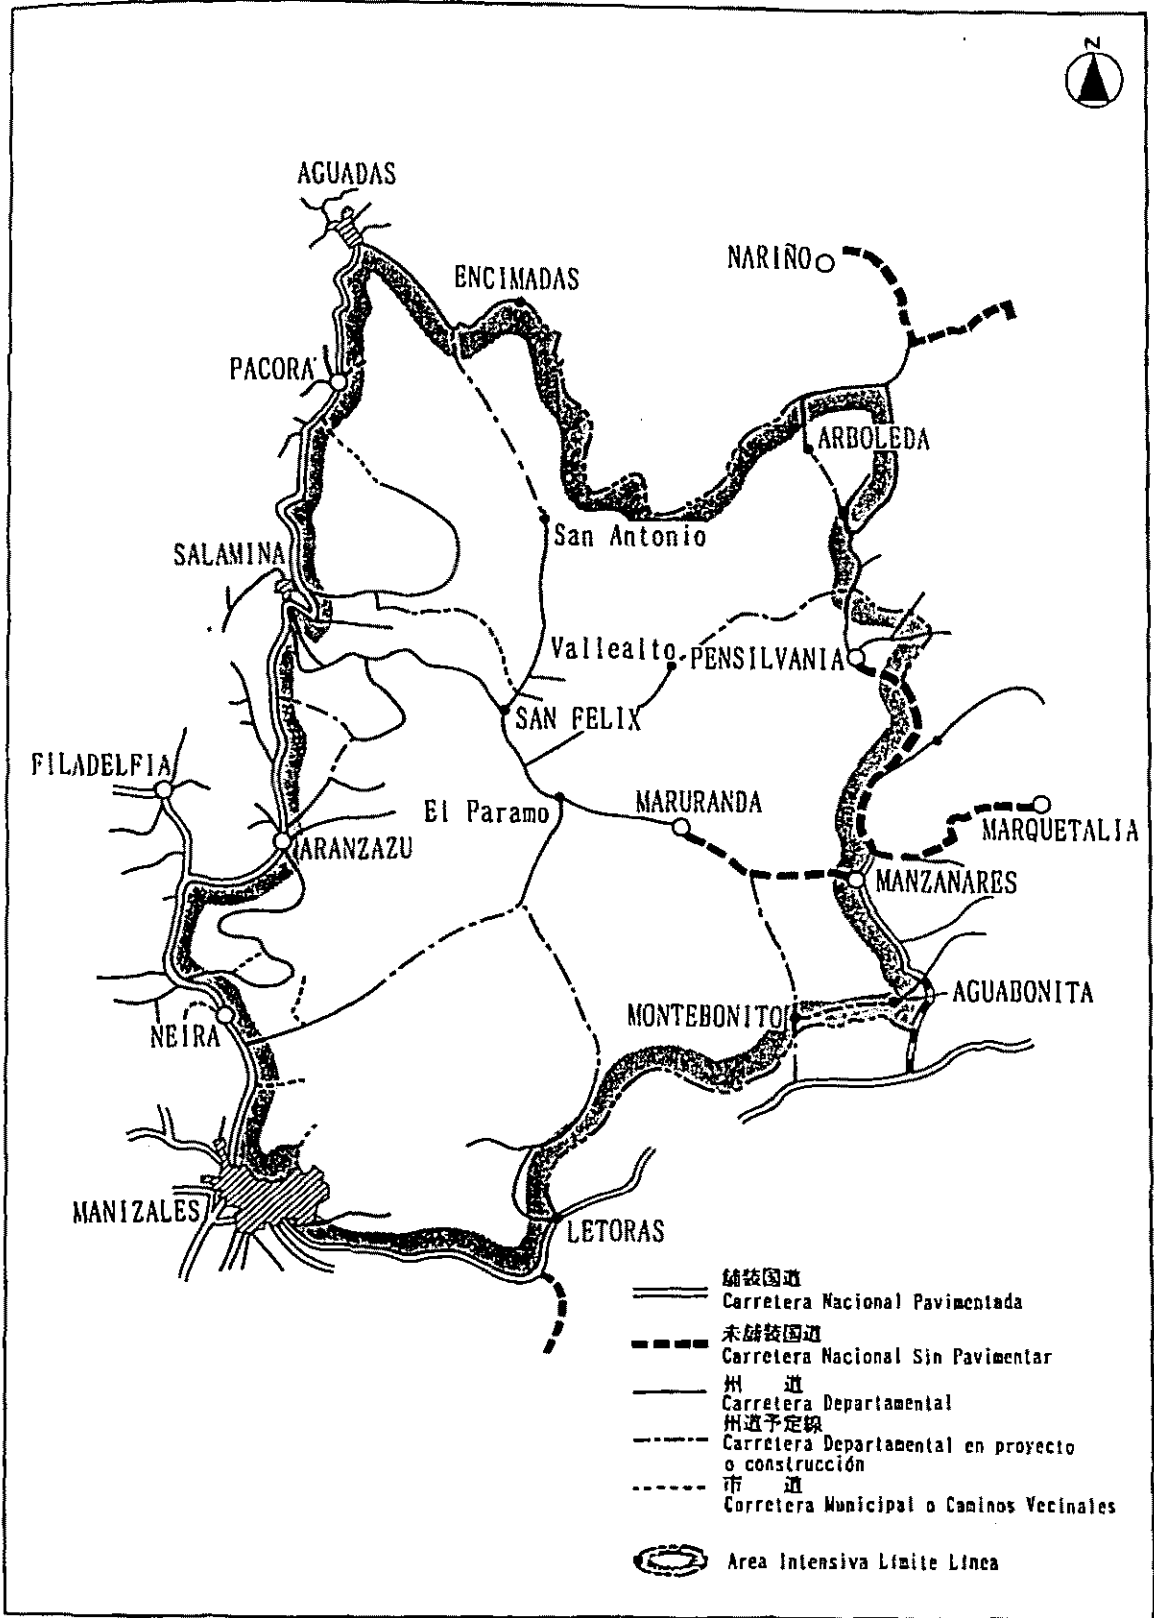 N
AGUADAS
NARIÑO
ENCIMADAS
PACORA
ARBOLEDA
San Antonio
SALAMINA
Vallealto
PENSILVANIA
SAN FELIX
FILADELFIA
El Paramo
MARURANDA
MARQUETALIA
ARANZAZU
MANZANARES
AGUABONITA
MONTEBONITO
NEIRA
MANIZALES
LETORAS
舗装国道
Carretera Nacional Pavimentada
未舗装国道
Carretera Nacional Sin Pavimentar
州 道
Carretera Departamental
州道予定線
Carretera Departamental en proyecto
o construcción
市 道
Corretera Municipal o Caminos Vecinales
Area Intensiva Límite Línea